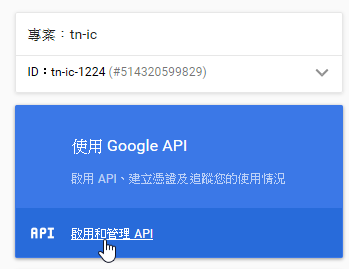 專案：tn-ic
ID：tn-ic-1224 (#514320599829)
使用 Google API
啟用 API、建立憑證及追蹤您的使用情況
API 啟用和管理 API